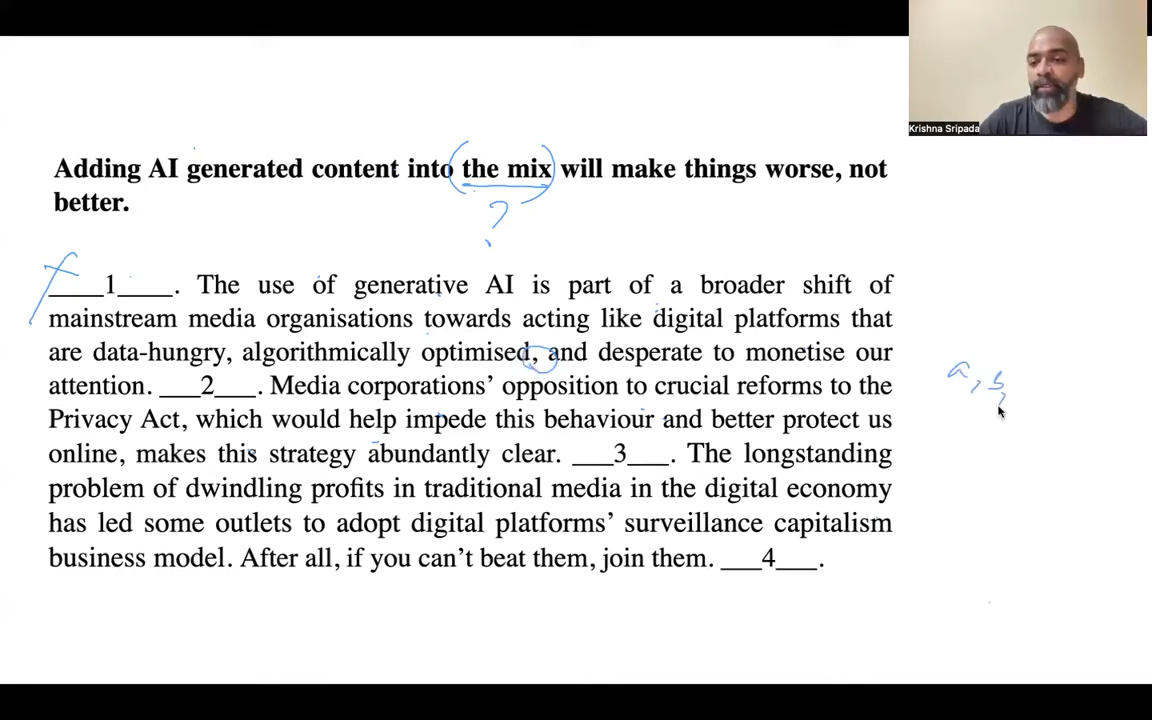 Krishna Sripada
Adding AI generated content into the mix will make things worse, not
better.
?
____1____. The use of generative AI is part of a broader shift of
mainstream media organisations towards acting like digital platforms that
are data-hungry, algorithmically optimised, and desperate to monetise our
attention. ___2___. Media corporations’ opposition to crucial reforms to the
Privacy Act, which would help impede this behaviour and better protect us
online, makes this strategy abundantly clear. ___3___. The longstanding
problem of dwindling profits in traditional media in the digital economy
has led some outlets to adopt digital platforms’ surveillance capitalism
business model. After all, if you can’t beat them, join them. ___4___.
a, b